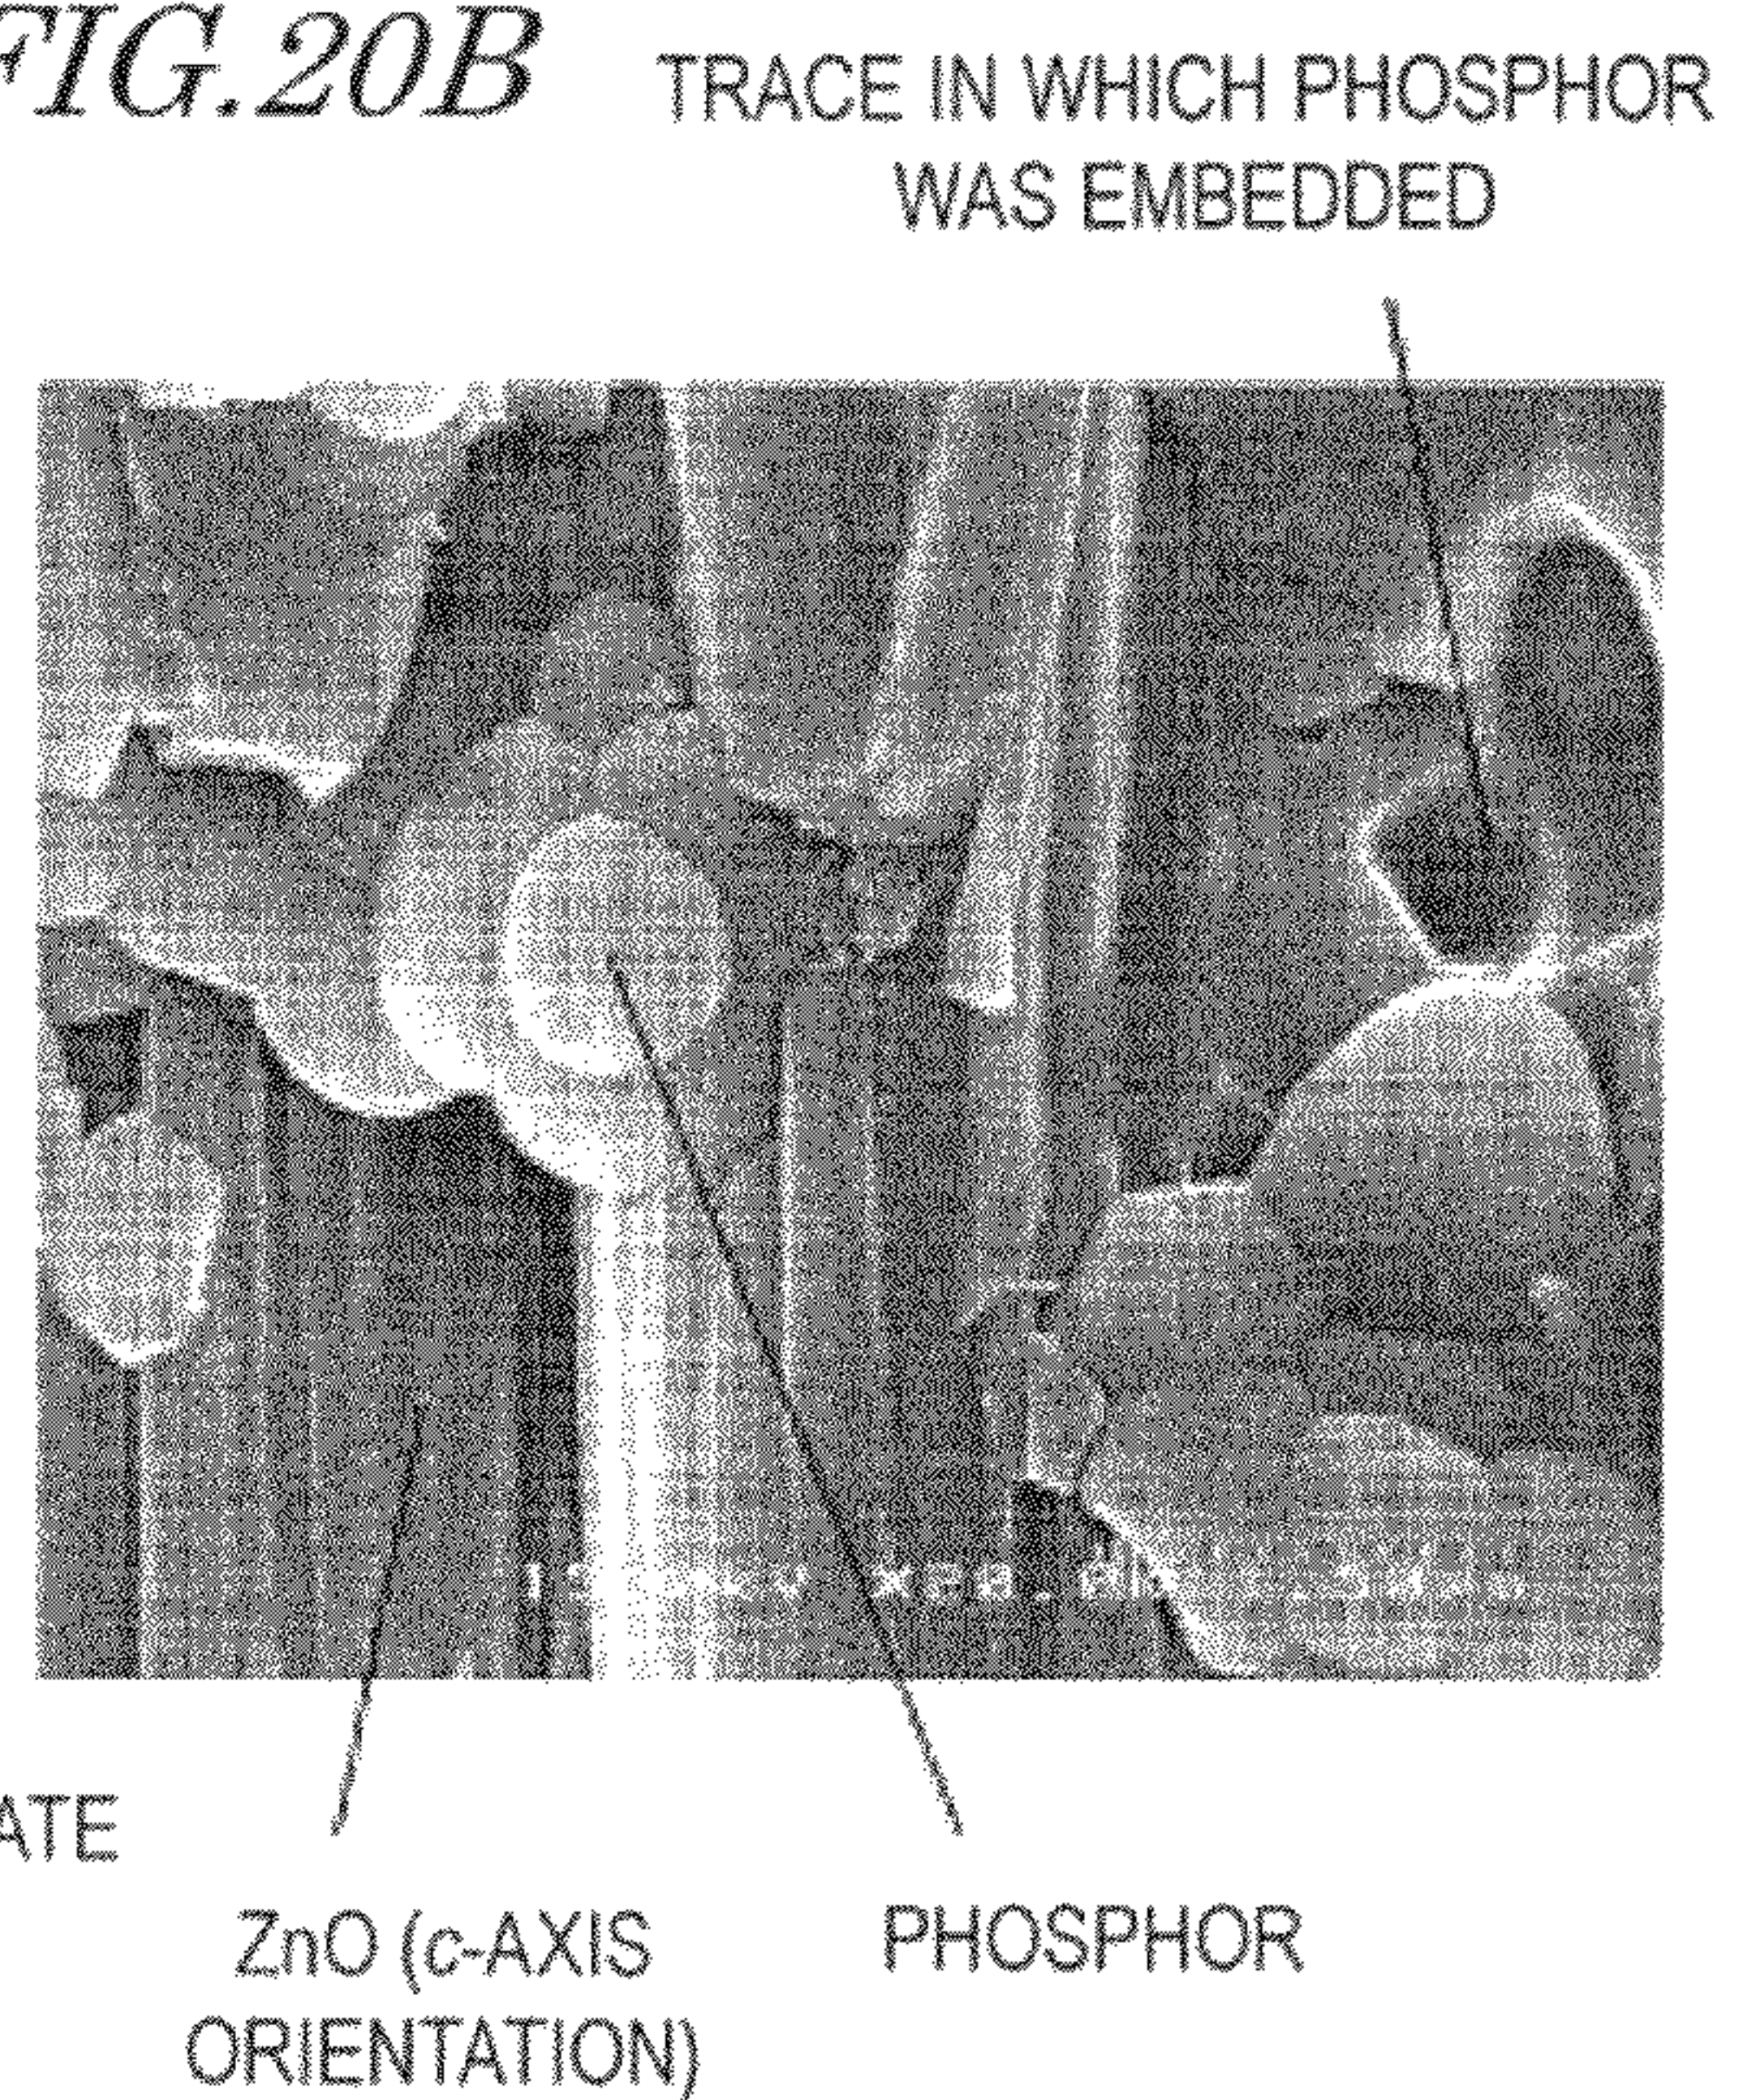 FIG.20B
TRACE IN WHICH PHOSPHOR
WAS EMBEDDED
ATE
ZnO (c-AXIS
ORIENTATION)
PHOSPHOR